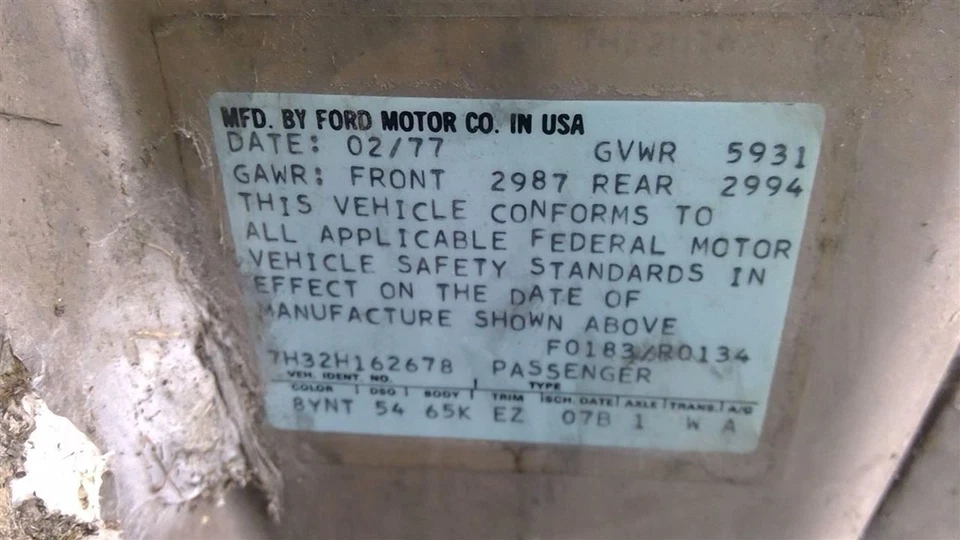 MFD. BY FORD MOTOR CO. IN USA
DATE: 02/77 GVWR 5931
GAWR: FRONT 2987 REAR 2994
THIS VEHICLE CONFORMS TO
ALL APPLICABLE FEDERAL MOTOR
VEHICLE SAFETY STANDARDS IN
EFFECT ON THE DATE OF
MANUFACTURE SHOWN ABOVE
F0183/R0134
7H32H162678 PASSENGER
VEH. IDENT. NO. TYPE
COLOR DSO BODY TRIM SCH. DATE AXLE TRANS. A/C
8YNT 54 65K EZ 07B 1 W A